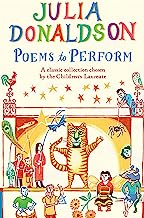 JULIA
DONALDSON
POEMS to PERFORM
A classic collection chosen
by the Children's Laureate